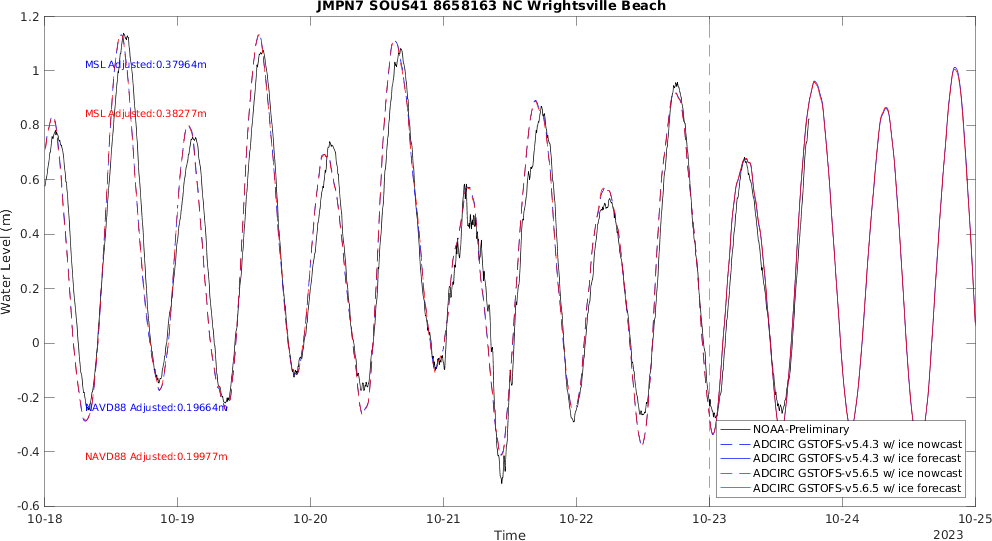 JMPN7 SOUS41 8658163 NC Wrightsville Beach
1.2
1
0.8
0.6
0.4
0.2
0
-0.2
-0.4
-0.6
Water Level (m)
MSL Adjusted:0.37964m
MSL Adjusted:0.38277m
NAVD88 Adjusted:0.19664m
NAVD88 Adjusted:0.19977m
NOAA-Preliminary
ADCIRC GSTOFS-v5.4.3 w/ ice nowcast
ADCIRC GSTOFS-v5.4.3 w/ ice forecast
ADCIRC GSTOFS-v5.6.5 w/ ice nowcast
ADCIRC GSTOFS-v5.6.5 w/ ice forecast
10-18 10-19 10-20 10-21 10-22 10-23 10-24 10-25
Time
2023